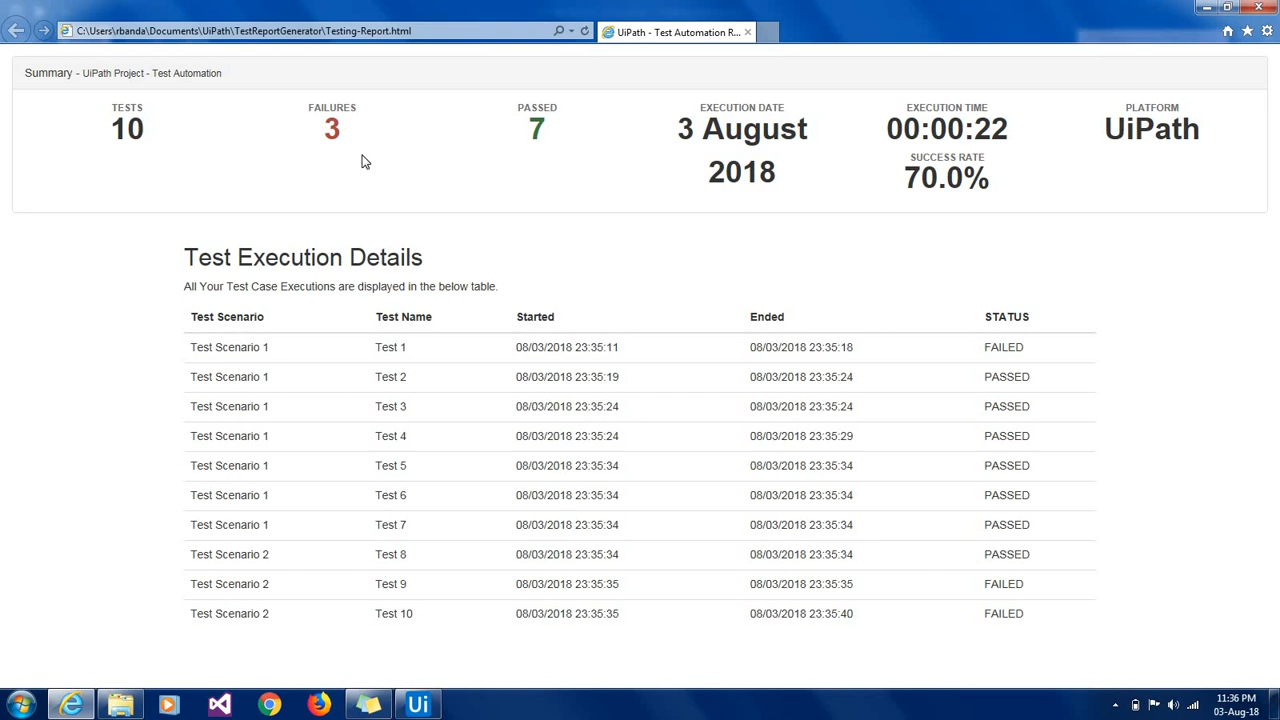 C:\Users\rbanda\Documents\UiPath\TestReportGenerator\Testing-Report.html
UiPath - Test Automation R...
Summary - UiPath Project - Test Automation
TESTS FAILURES PASSED EXECUTION DATE EXECUTION TIME PLATFORM
10 3 7 3 August 00:00:22 UiPath
SUCCESS RATE
2018 70.0%
Test Execution Details
All Your Test Case Executions are displayed in the below table.
Test Scenario Test Name Started Ended STATUS
Test Scenario 1 Test 1 08/03/2018 23:35:11 08/03/2018 23:35:18 FAILED
Test Scenario 1 Test 2 08/03/2018 23:35:19 08/03/2018 23:35:24 PASSED
Test Scenario 1 Test 3 08/03/2018 23:35:24 08/03/2018 23:35:24 PASSED
Test Scenario 1 Test 4 08/03/2018 23:35:24 08/03/2018 23:35:29 PASSED
Test Scenario 1 Test 5 08/03/2018 23:35:34 08/03/2018 23:35:34 PASSED
Test Scenario 1 Test 6 08/03/2018 23:35:34 08/03/2018 23:35:34 PASSED
Test Scenario 1 Test 7 08/03/2018 23:35:34 08/03/2018 23:35:34 PASSED
Test Scenario 2 Test 8 08/03/2018 23:35:34 08/03/2018 23:35:34 PASSED
Test Scenario 2 Test 9 08/03/2018 23:35:35 08/03/2018 23:35:35 FAILED
Test Scenario 2 Test 10 08/03/2018 23:35:35 08/03/2018 23:35:40 FAILED
Ui
11:36 PM
03-Aug-18